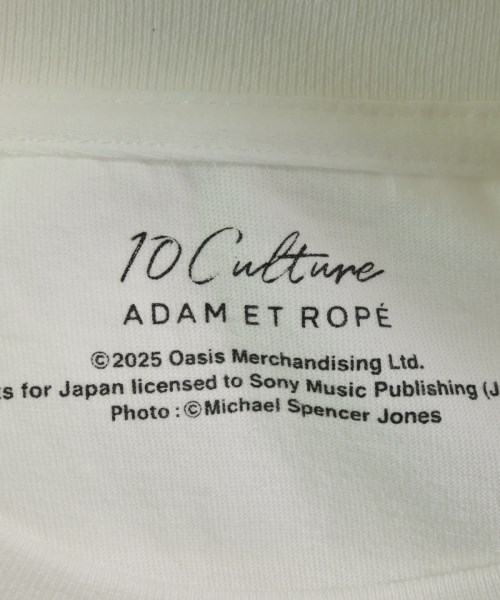 10 Culture
ADAM ET ROPÉ
©2025 Oasis Merchandising Ltd.
for Japan licensed to Sony Music Publishing
Photo : ©Michael Spencer Jones